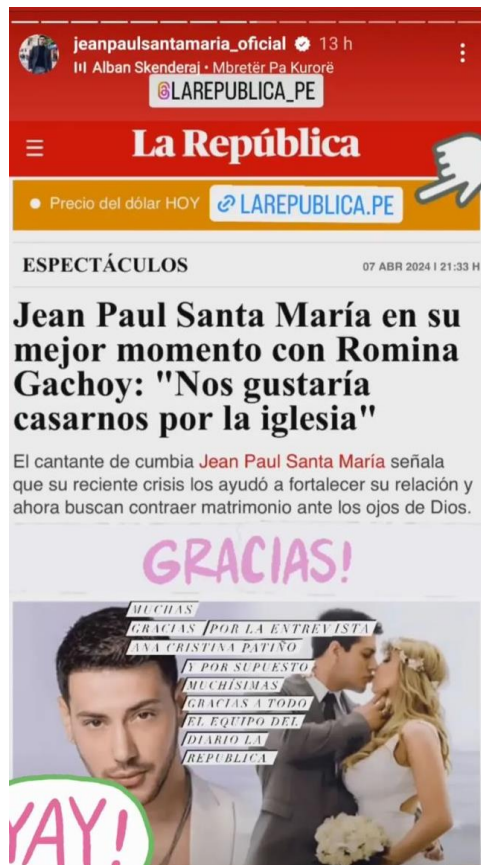 jeanpaulsantamaria_oficial 13 h
Alban Skenderaj • Mbretër Pa Kurorë
@LAREPUBLICA_PE
La República
Precio del dólar HOY LAREPUBLICA.PE
ESPECTÁCULOS 07 ABR 2024 | 21:33 H
Jean Paul Santa María en su
mejor momento con Romina
Gachoy: "Nos gustaría
casarnos por la iglesia"
El cantante de cumbia Jean Paul Santa María señala
que su reciente crisis los ayudó a fortalecer su relación y
ahora buscan contraer matrimonio ante los ojos de Dios.
GRACIAS!
MUCHAS
GRACIAS POR LA ENTREVISTA
ANA CRISTINA PATIÑO
Y POR SUPUESTO
MUCHÍSIMAS
GRACIAS A TODO
EL EQUIPO DEL
DIARIO LA
REPUBLICA
YAY!